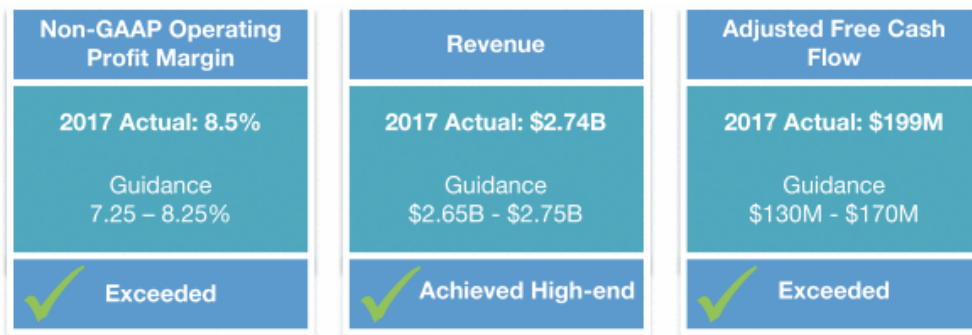 Non-GAAP Operating
Profit Margin
2017 Actual: 8.5%
Guidance
7.25 – 8.25%
Exceeded
Revenue
2017 Actual: $2.74B
Guidance
$2.65B - $2.75B
Achieved High-end
Adjusted Free Cash
Flow
2017 Actual: $199M
Guidance
$130M - $170M
Exceeded